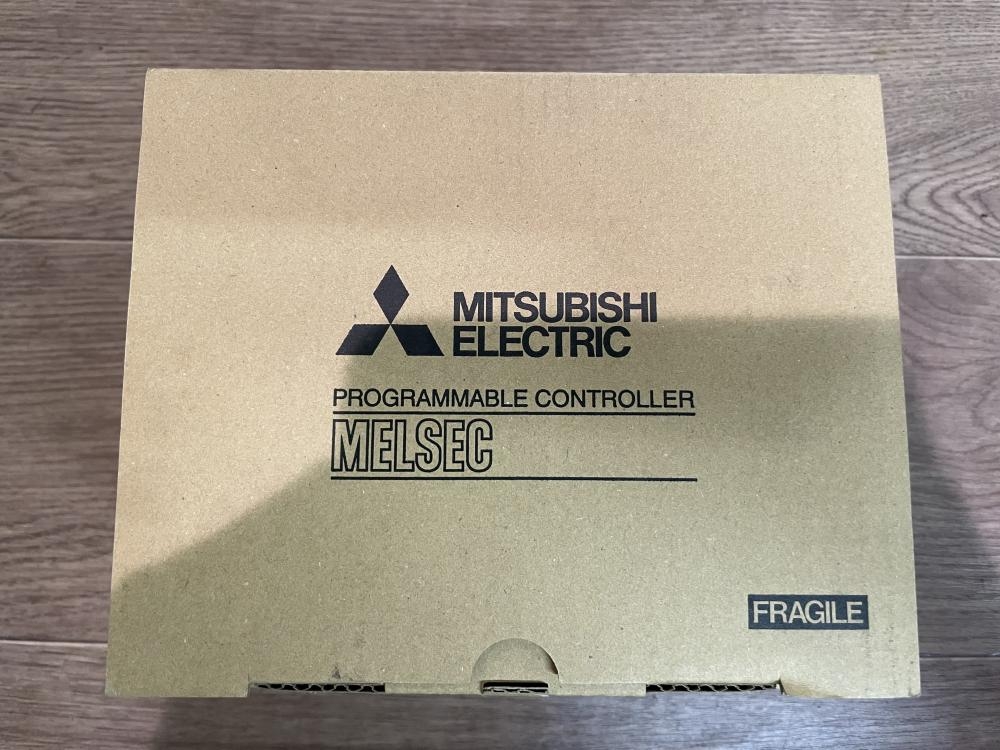 MITSUBISHI
ELECTRIC
PROGRAMMABLE CONTROLLER
MELSEC
FRAGILE